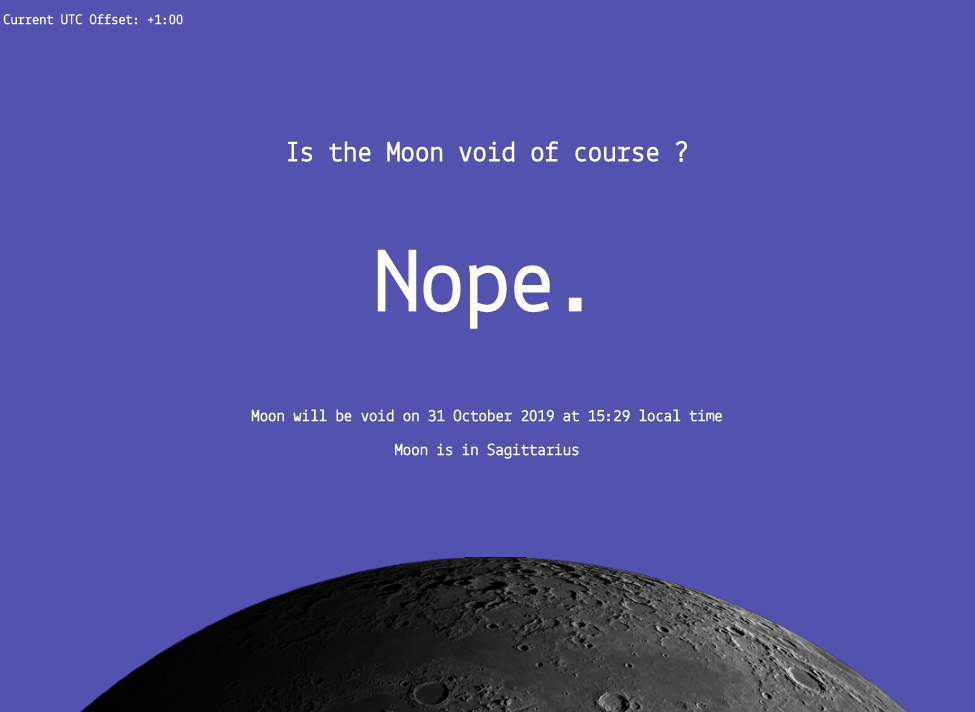 Current UTC Offset: +1:00
Is the Moon void of course ?
Nope.
Moon will be void on 31 October 2019 at 15:29 local time
Moon is in Sagittarius